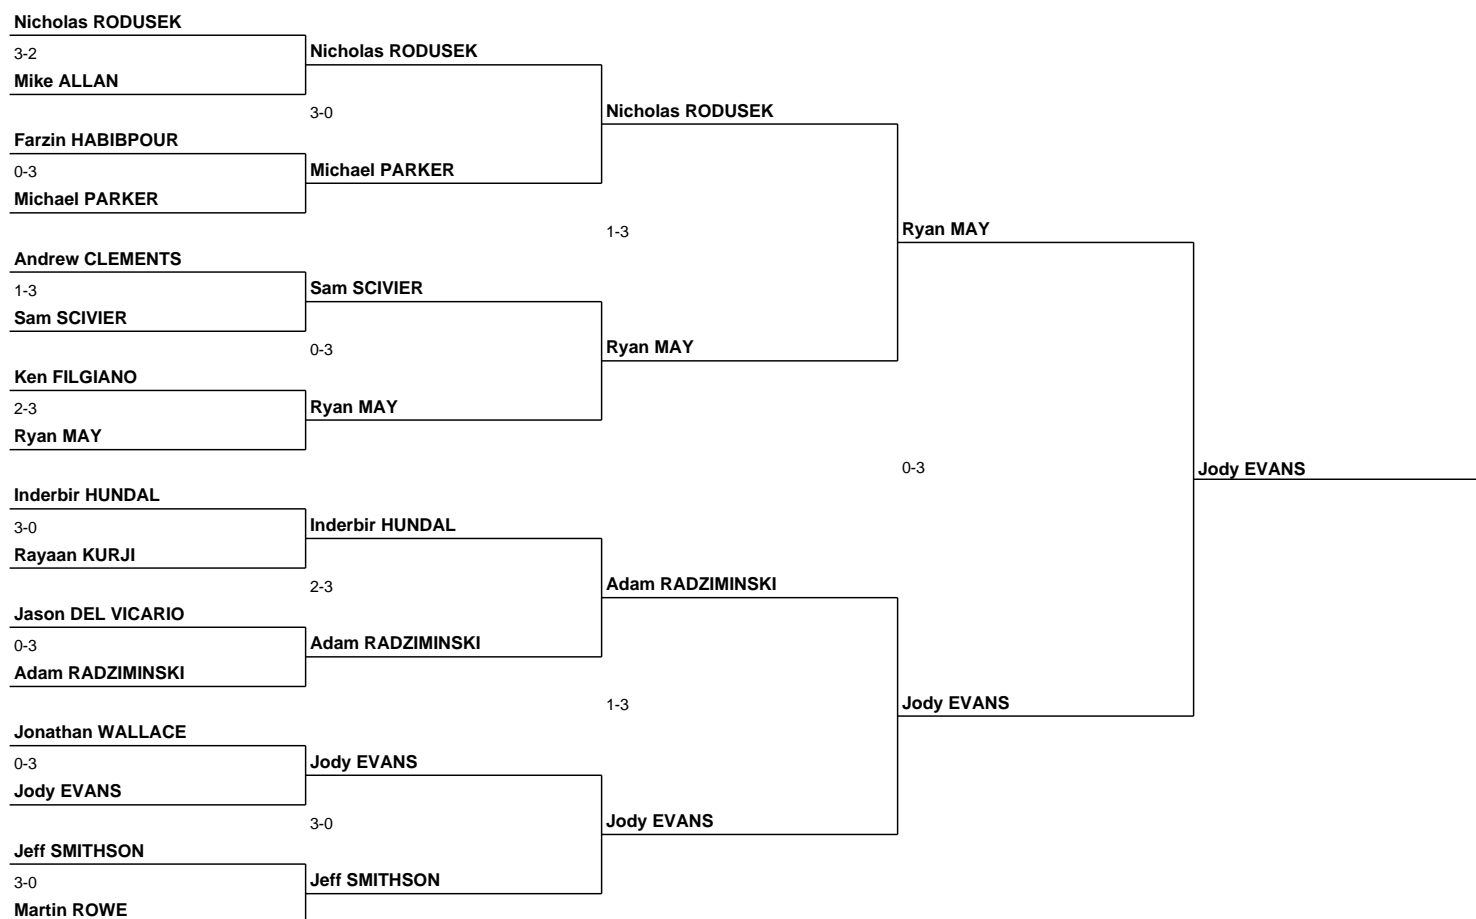 Nicholas RODUSEK
3-2
Mike ALLAN
Farzin HABIBPOUR
0-3
Michael PARKER
Andrew CLEMENTS
1-3
Sam SCIVIER
Ken FILGIANO
2-3
Ryan MAY
Inderbir HUNDAL
3-0
Rayaan KURJI
Jason DEL VICARIO
0-3
Adam RADZIMINSKI
Jonathan WALLACE
0-3
Jody EVANS
Jeff SMITHSON
3-0
Martin ROWE
Nicholas RODUSEK
3-0
Michael PARKER
Sam SCIVIER
0-3
Ryan MAY
Inderbir HUNDAL
2-3
Adam RADZIMINSKI
Jody EVANS
3-0
Jeff SMITHSON
Nicholas RODUSEK
1-3
Ryan MAY
Adam RADZIMINSKI
1-3
Jody EVANS
Ryan MAY
0-3
Jody EVANS
Jody EVANS